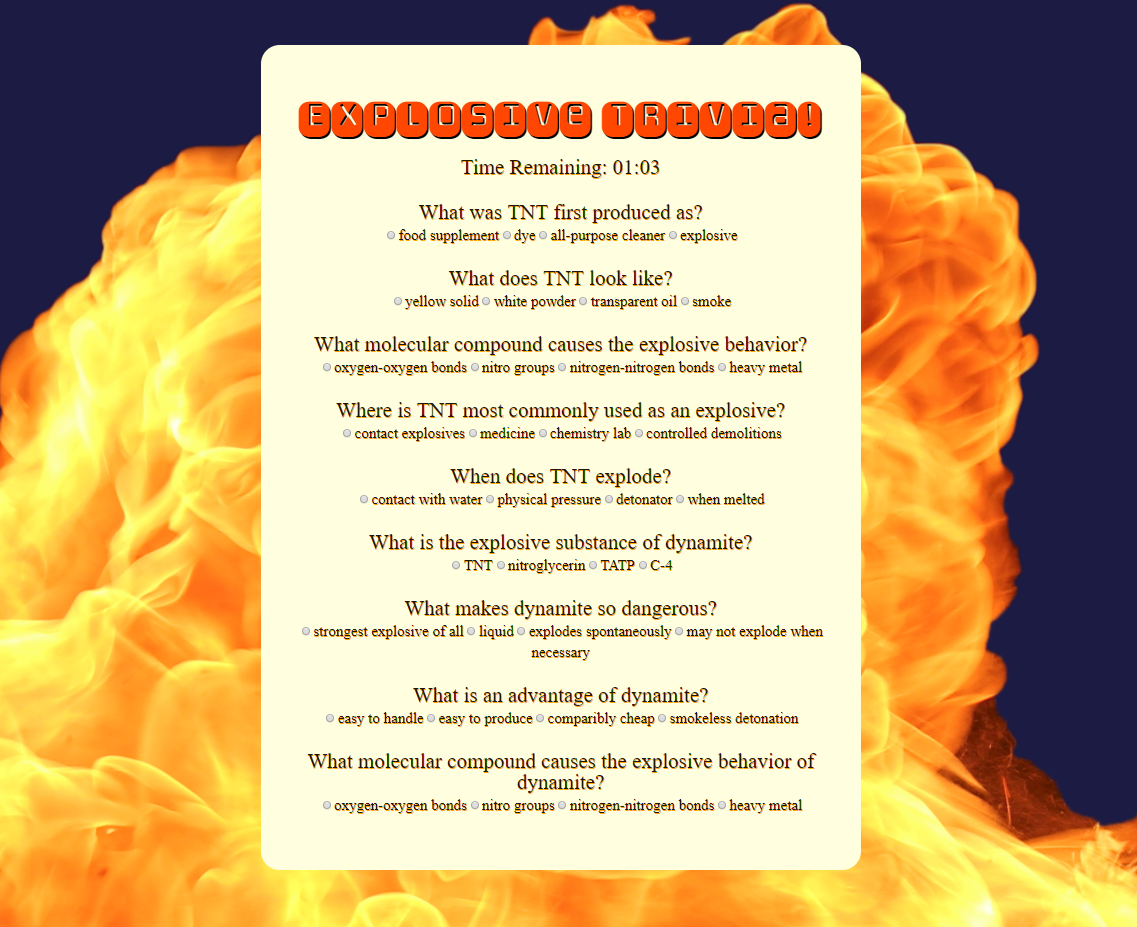 EXPLOSIVe TRIVIa!
Time Remaining: 01:03
What was TNT first produced as?
food supplement dye all-purpose cleaner explosive
What does TNT look like?
yellow solid white powder transparent oil smoke
What molecular compound causes the explosive behavior?
oxygen-oxygen bonds nitro groups nitrogen-nitrogen bonds heavy metal
Where is TNT most commonly used as an explosive?
contact explosives medicine chemistry lab controlled demolitions
When does TNT explode?
contact with water physical pressure detonator when melted
What is the explosive substance of dynamite?
TNT nitroglycerin TATP C-4
What makes dynamite so dangerous?
strongest explosive of all liquid explodes spontaneously may not explode when
necessary
What is an advantage of dynamite?
easy to handle easy to produce comparibly cheap smokeless detonation
What molecular compound causes the explosive behavior of
dynamite?
oxygen-oxygen bonds nitro groups nitrogen-nitrogen bonds heavy metal